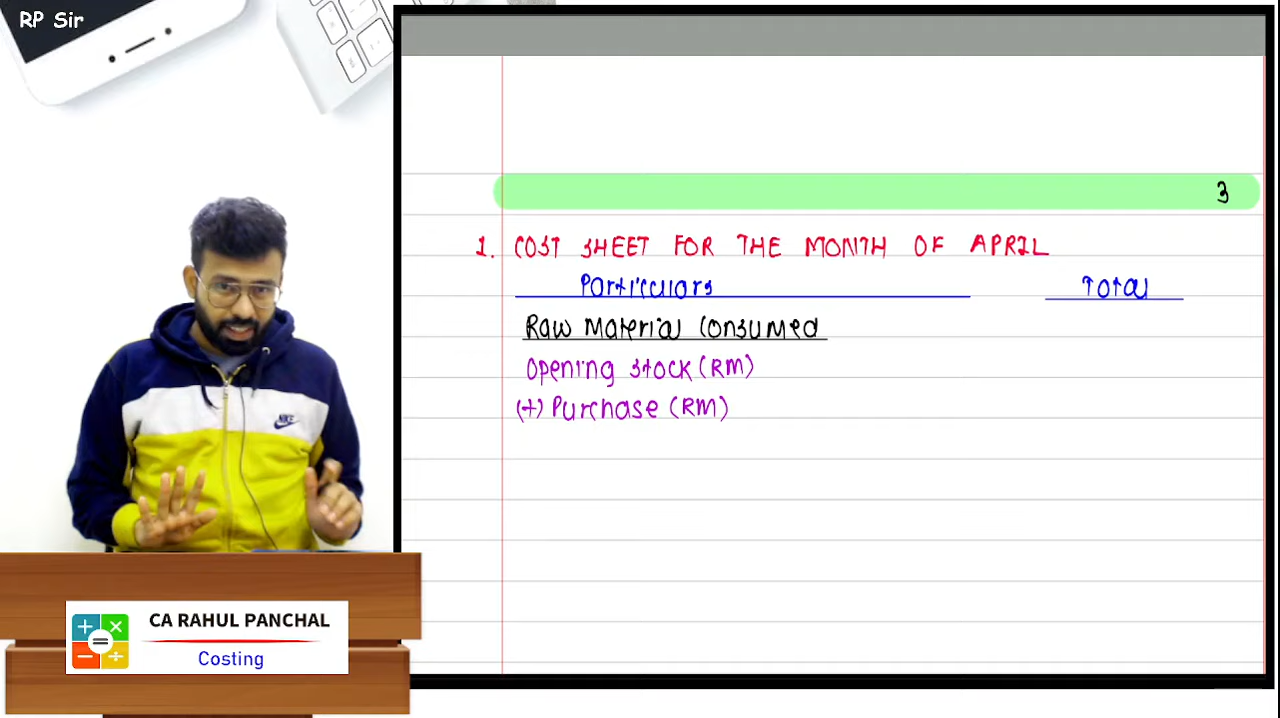 RP Sir
3
1. COST SHEET FOR THE MONTH OF APRIL
Particulars Total
Raw Material Consumed
Opening Stock (RM)
(+) Purchase (RM)
NIKE
CA RAHUL PANCHAL
Costing